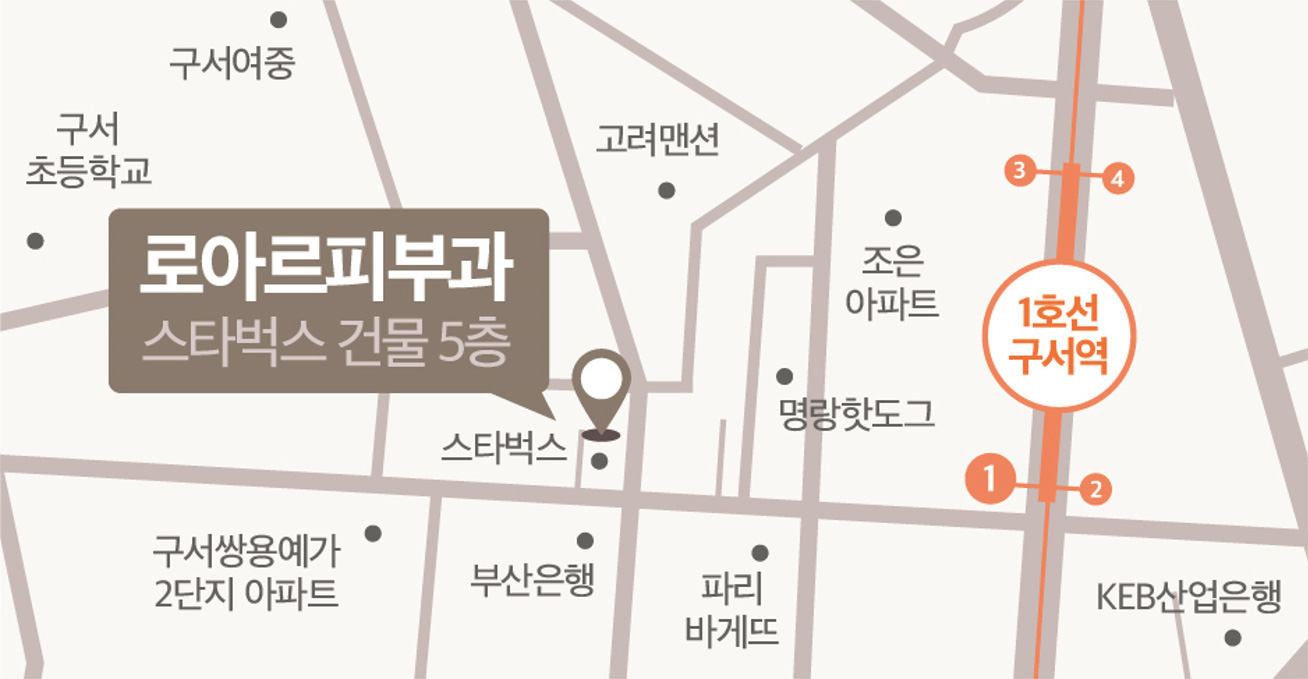 구서여중
구서
초등학교
고려맨션
3
4
로아르피부과
스타벅스 건물 5층
조은
아파트
1호선
구서역
명랑핫도그
스타벅스
1
2
구서쌍용예가
2단지 아파트
부산은행
파리
바게뜨
KEB산업은행